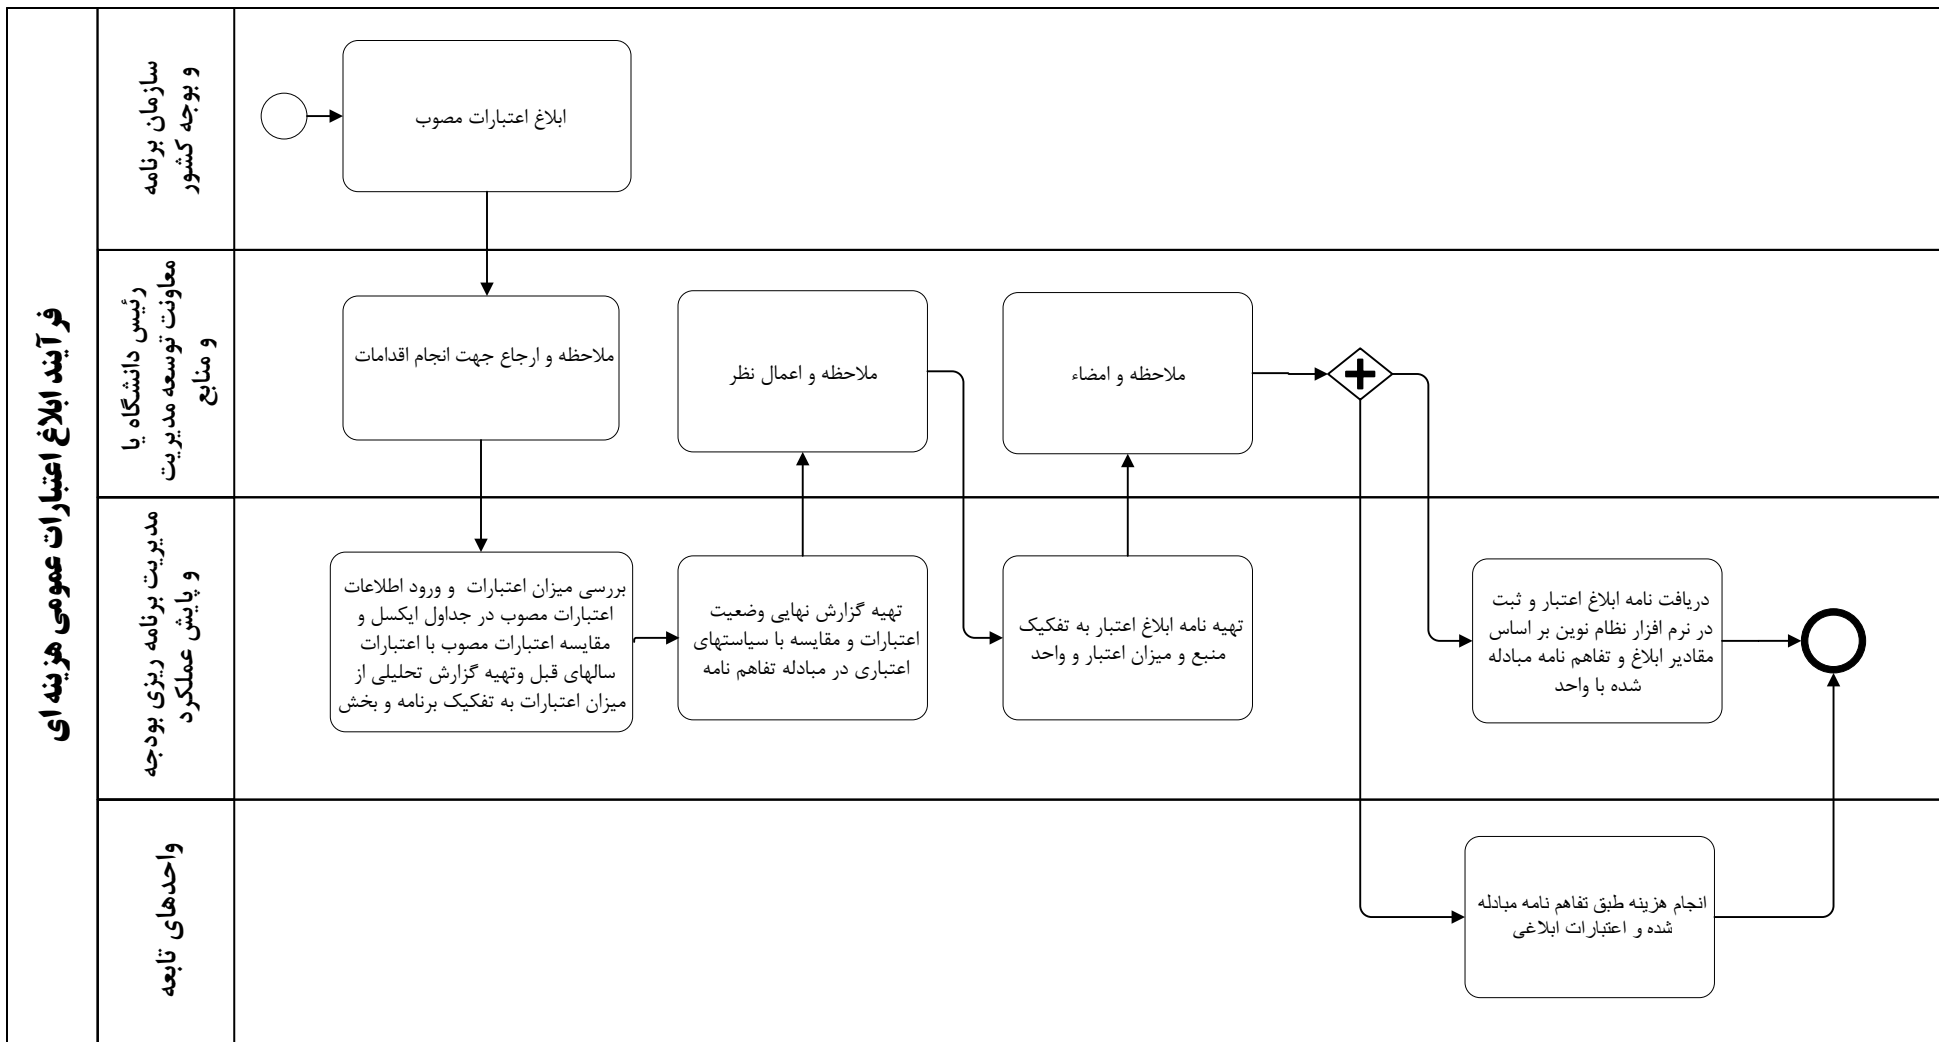 فرآیند ابلاغ اعتبارات عمومی هزینه ای
سازمان برنامه
و بوجه کشور
ابلاغ اعتبارات مصوب
رئیس دانشگاه یا
معاونت توسعه مدیریت
و منابع
ملاحظه و ارجاع جهت انجام اقدامات
ملاحظه و اعمال نظر
ملاحظه و امضاء
مدیریت برنامه ریزی بودجه
و پایش عملکرد
بررسی میزان اعتبارات و ورود اطلاعات
اعتبارات مصوب در جداول ایکسل و
مقایسه اعتبارات مصوب با اعتبارات
سالهای قبل وتهیه گزارش تحلیلی از
میزان اعتبارات به تفکیک برنامه و بخش
تهیه گزارش نهایی وضعیت
اعتبارات و مقایسه با سیاستهای
اعتباری در مبادله تفاهم نامه
تهیه نامه ابلاغ اعتبار به تفکیک
منبع و میزان اعتبار و واحد
دریافت نامه ابلاغ اعتبار و ثبت
در نرم افزار نظام نوین بر اساس
مقادیر ابلاغ و تفاهم نامه مبادله
شده با واحد
واحدهای تابعه
انجام هزینه طبق تفاهم نامه مبادله
شده و اعتبارات ابلاغی